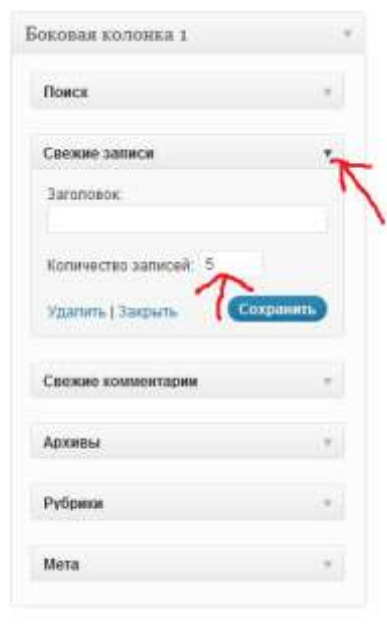 Боковая колонка 1
Поиск
Свежие записи
Заголовок:
Количество записей: 5
Удалить | Закрыть Сохранить
Свежие комментарии
Архивы
Рубрики
Мета